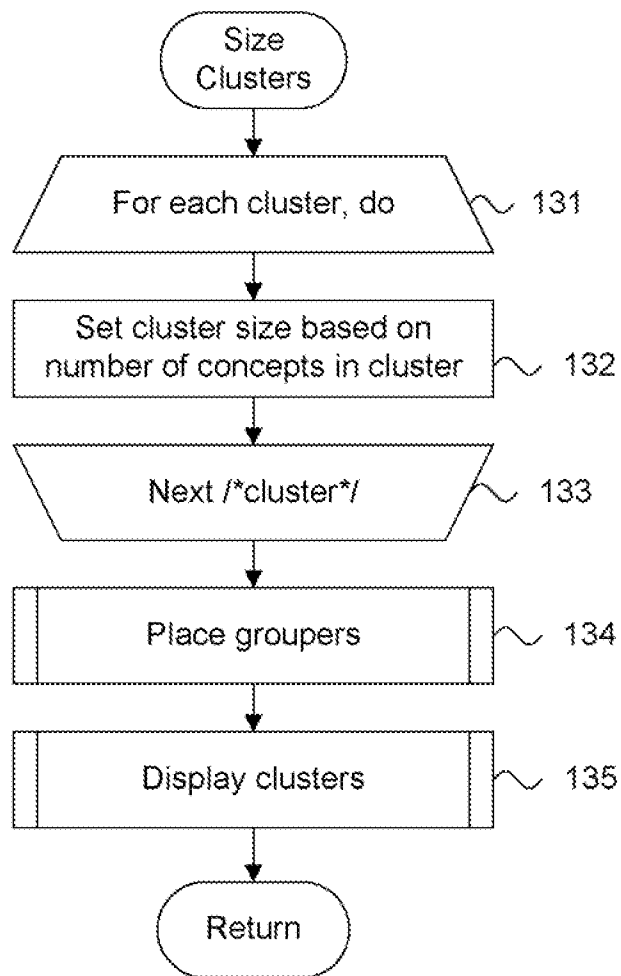 Size
Clusters
For each cluster, do
131
Set cluster size based on
number of concepts in cluster
132
Next /*cluster*/
133
Place groupers
134
Display clusters
135
Return